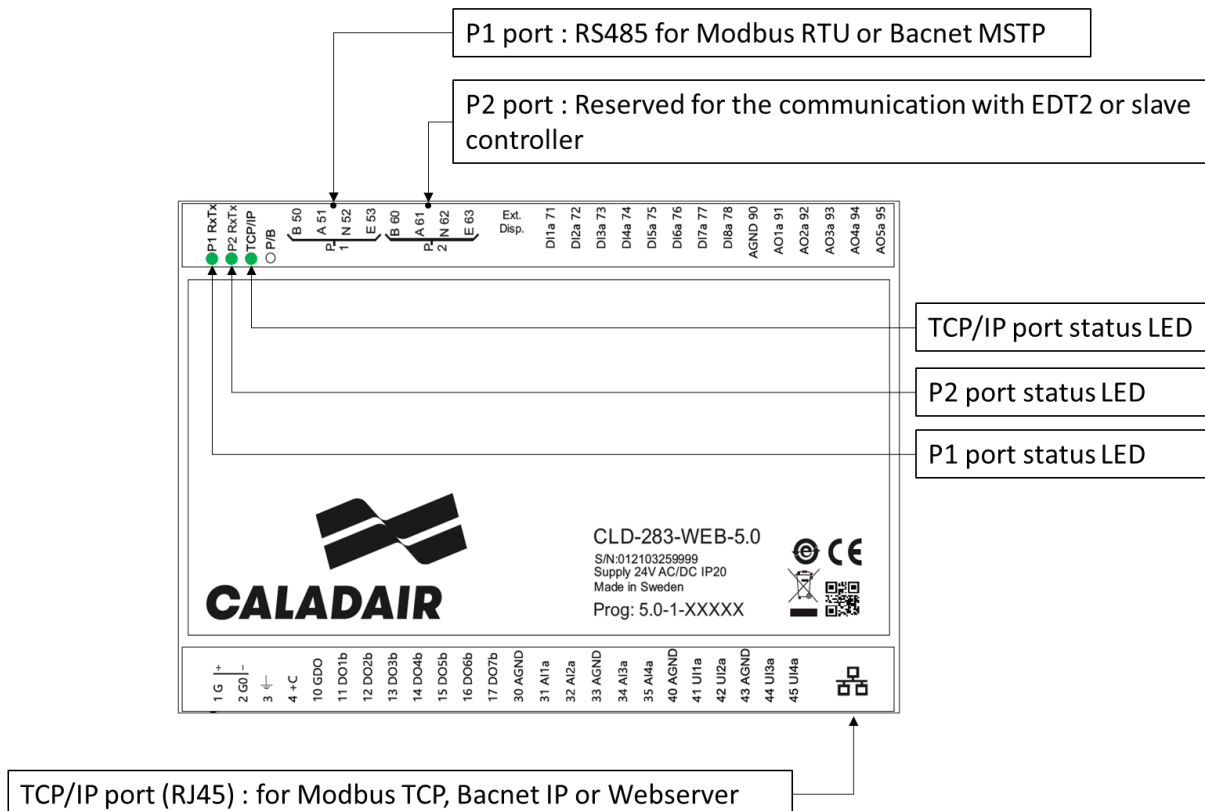 P1 port : RS485 for Modbus RTU or Bacnet MSTP
P2 port : Reserved for the communication with EDT2 or slave
controller
P1 RxTx
P2 RxTx
TCP/IP
P/B
B 50
A 51
N 52
E 53
P
1
B 60
A 61
N 62
E 63
P
2
Ext.
Disp.
DI1a 71
DI2a 72
DI3a 73
DI4a 74
DI5a 75
DI6a 76
DI7a 77
DI8a 78
AGND 90
AO1a 91
AO2a 92
AO3a 93
AO4a 94
AO5a 95
TCP/IP port status LED
P2 port status LED
P1 port status LED
CALADAIR
CLD-283-WEB-5.0
S/N:012103259999
Supply 24V AC/DC IP20
Made in Sweden
Prog: 5.0-1-XXXXX
CE
1 G +
2 G0 -
3
4 +C
10 GDO
11 DO1b
12 DO2b
13 DO3b
14 DO4b
15 DO5b
16 DO6b
17 DO7b
30 AGND
31 AI1a
32 AI2a
33 AGND
34 AI3a
35 AI4a
40 AGND
41 UI1a
42 UI2a
43 AGND
44 UI3a
45 UI4a
TCP/IP port (RJ45) : for Modbus TCP, Bacnet IP or Webserver